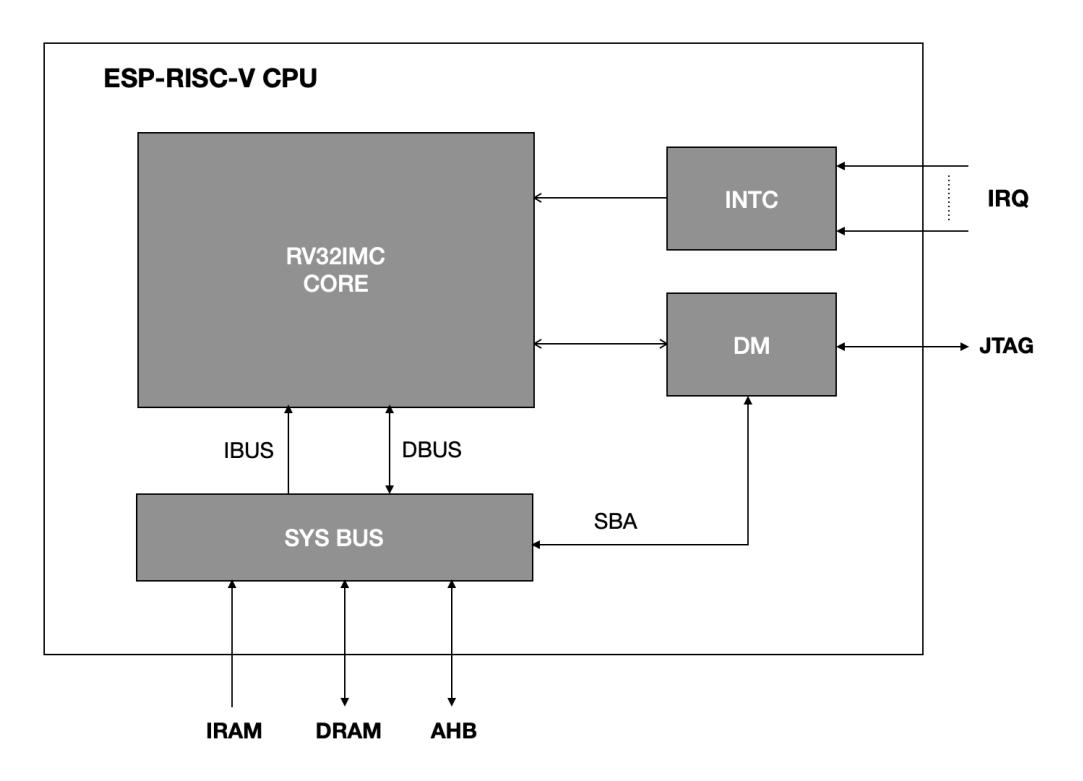 ESP-RISC-V CPU
RV32IMC
CORE
INTC
IRQ
DM
JTAG
IBUS
DBUS
SYS BUS
SBA
IRAM
DRAM
AHB